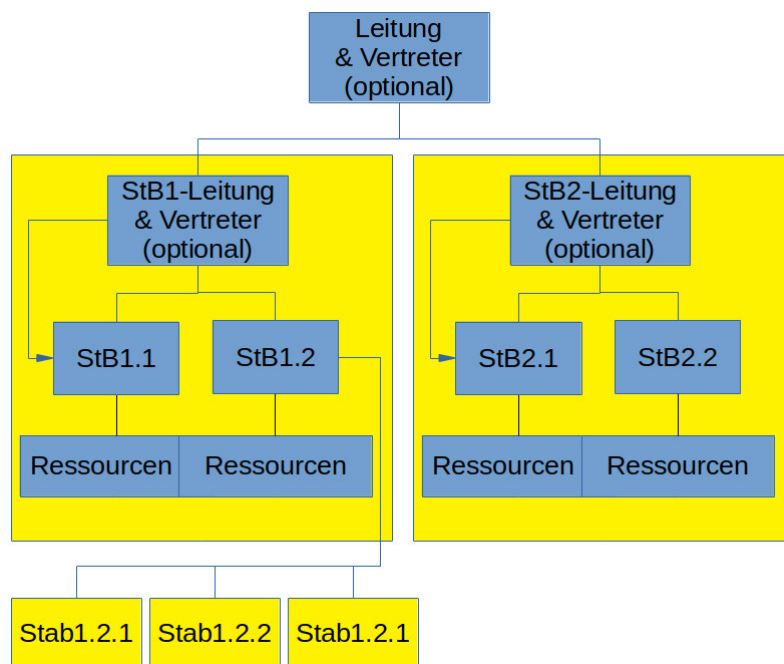 Leitung
& Vertreter
(optional)
StB1-Leitung
& Vertreter
(optional)
StB2-Leitung
& Vertreter
(optional)
StB1.1
StB1.2
StB2.1
StB2.2
Ressourcen
Ressourcen
Ressourcen
Ressourcen
Stab1.2.1
Stab1.2.2
Stab1.2.1